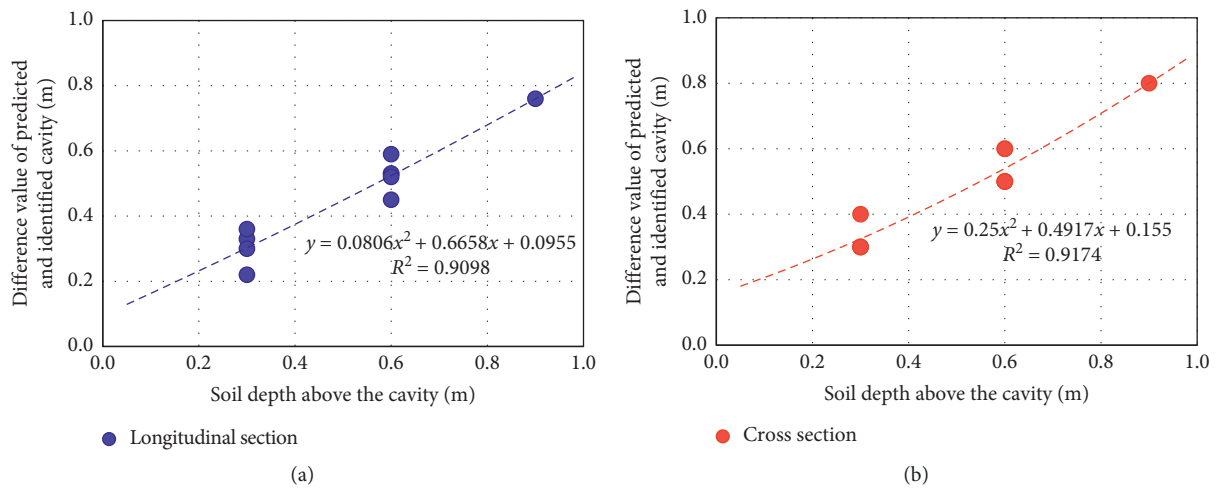 Difference value of predicted
and identified cavity (m)
1.0
0.8
0.6
0.4
0.2
0.0
y = 0.0806x² + 0.6658x + 0.0955
R² = 0.9098
0.0 0.2 0.4 0.6 0.8 1.0
Soil depth above the cavity (m)
Longitudinal section
(a)
Difference value of predicted
and identified cavity (m)
1.0
0.8
0.6
0.4
0.2
0.0
y = 0.25x² + 0.4917x + 0.155
R² = 0.9174
0.0 0.2 0.4 0.6 0.8 1.0
Soil depth above the cavity (m)
Cross section
(b)